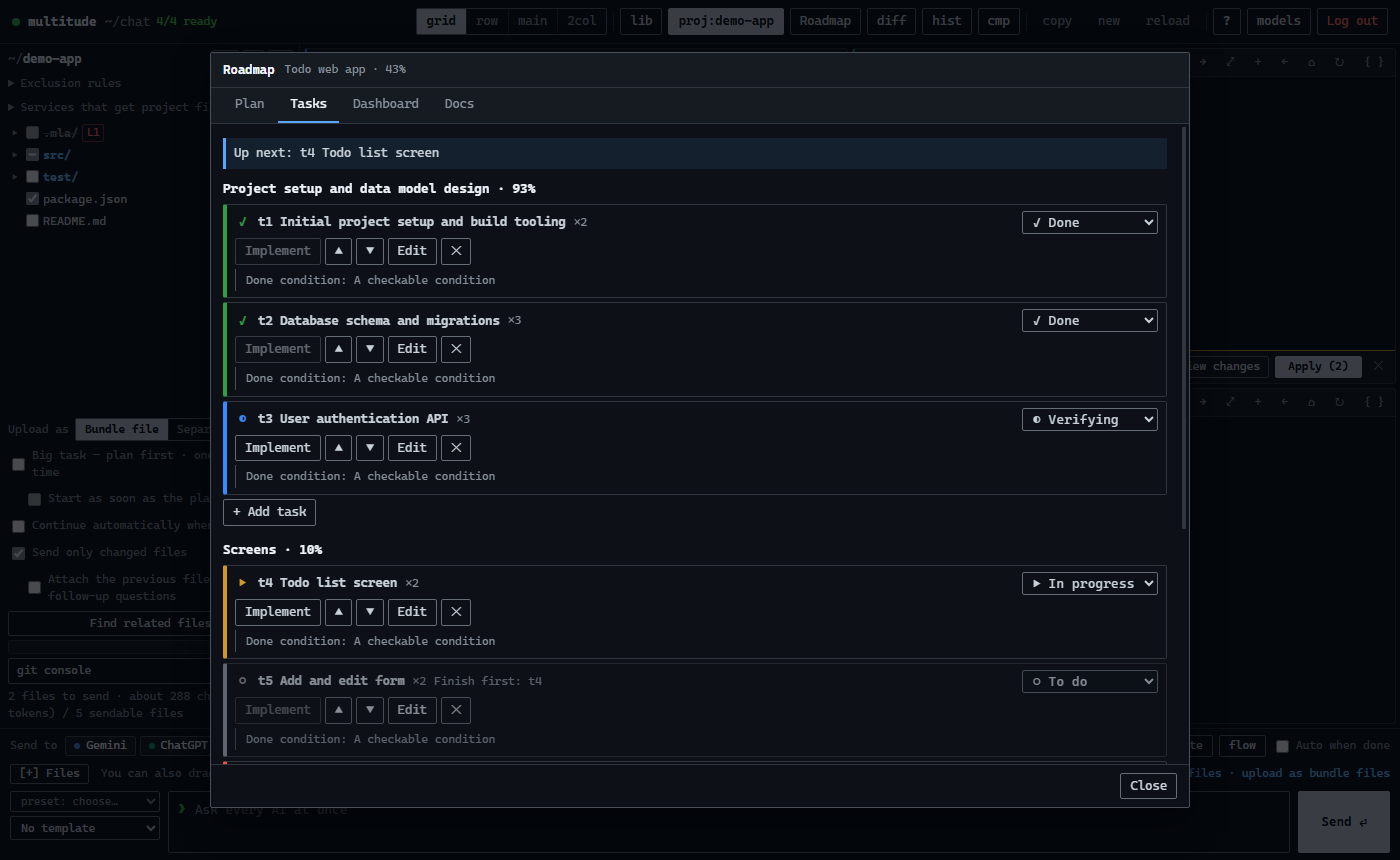 multitude ~/chat 4/4 ready
grid row main 2col lib proj:demo-app Roadmap diff hist cmp copy new reload ? models Log out
~/demo-app
Exclusion rules
Services that get project fi
.mla/ L1
src/
test/
package.json
README.md
Upload as Bundle file Separ
Big task — plan first · on
time
Start as soon as the pla
Continue automatically when
Send only changed files
Attach the previous file
follow-up questions
Find related files
git console
2 files to send · about 288 ch
tokens) / 5 sendable files
Send to Gemini ChatGPT
[+] Files You can also dra
preset: choose…
No template
Roadmap Todo web app · 43%
Plan Tasks Dashboard Docs
Up next: t4 Todo list screen
Project setup and data model design · 93%
✓ t1 Initial project setup and build tooling ×2 ✓ Done
Implement ▲ ▼ Edit ✕
Done condition: A checkable condition
✓ t2 Database schema and migrations ×3 ✓ Done
Implement ▲ ▼ Edit ✕
Done condition: A checkable condition
◐ t3 User authentication API ×3 ◐ Verifying
Implement ▲ ▼ Edit ✕
Done condition: A checkable condition
+ Add task
Screens · 10%
▶ t4 Todo list screen ×2 ▶ In progress
Implement ▲ ▼ Edit ✕
Done condition: A checkable condition
○ t5 Add and edit form ×2 Finish first: t4 ○ To do
Implement ▲ ▼ Edit ✕
Done condition: A checkable condition
Close
iew changes Apply (2) ✕
te flow Auto when done
files · upload as bundle files
❯ Ask every AI at once
Send ↵